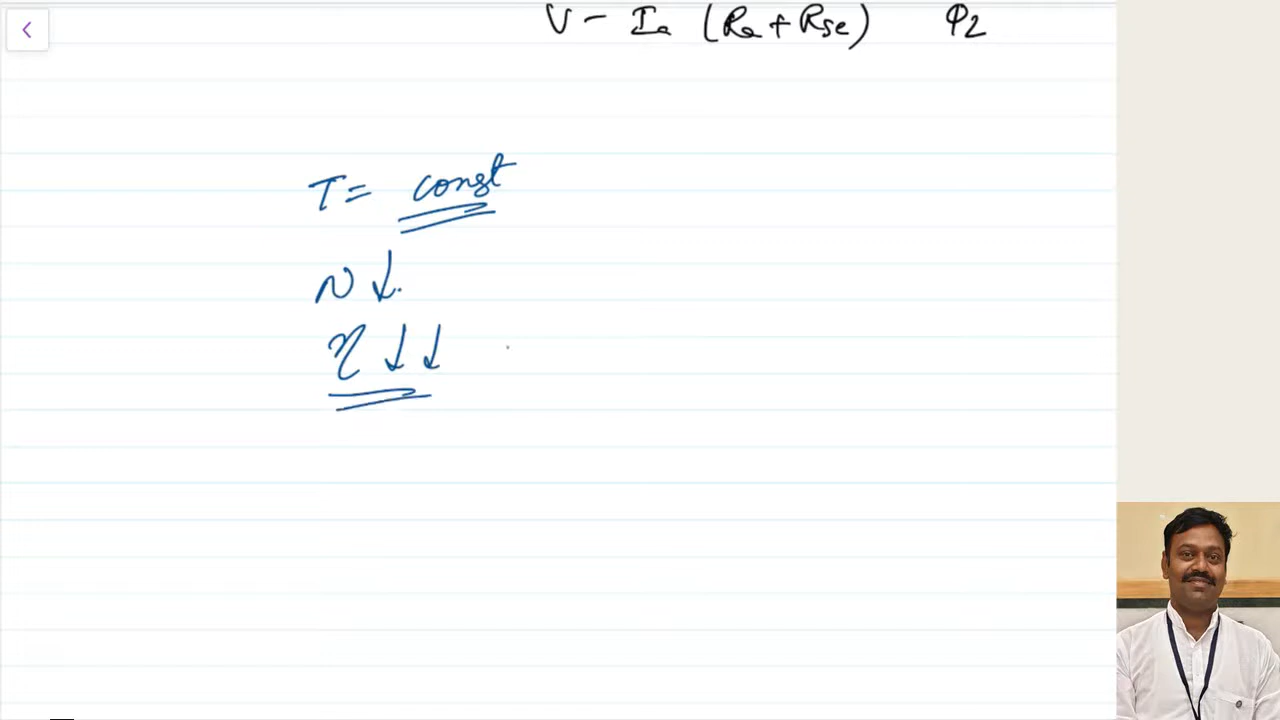 V - Ia (Ra + Rse) φ2
T = const
N ↓
η ↓ ↓